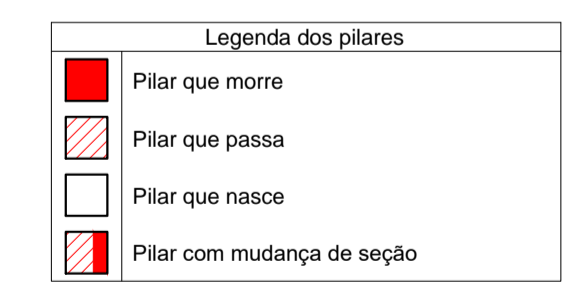 Legenda dos pilares
Pilar que morre
Pilar que passa
Pilar que nasce
Pilar com mudança de seção